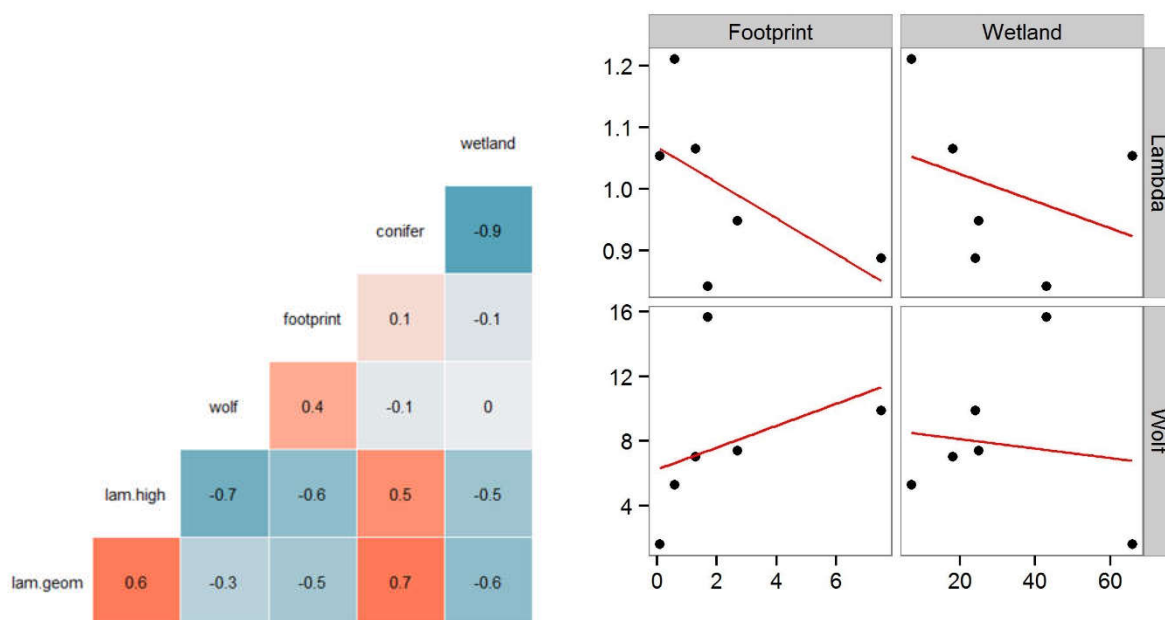 wetland
conifer -0.9
footprint 0.1 -0.1
wolf 0.4 -0.1 0
lam.high -0.7 -0.6 0.5 -0.5
lam.geom 0.6 -0.3 -0.5 0.7 -0.6
Footprint Wetland
1.2
1.1
1.0
0.9
Lambda
16
12
8
4
Wolf
0 2 4 6 20 40 60